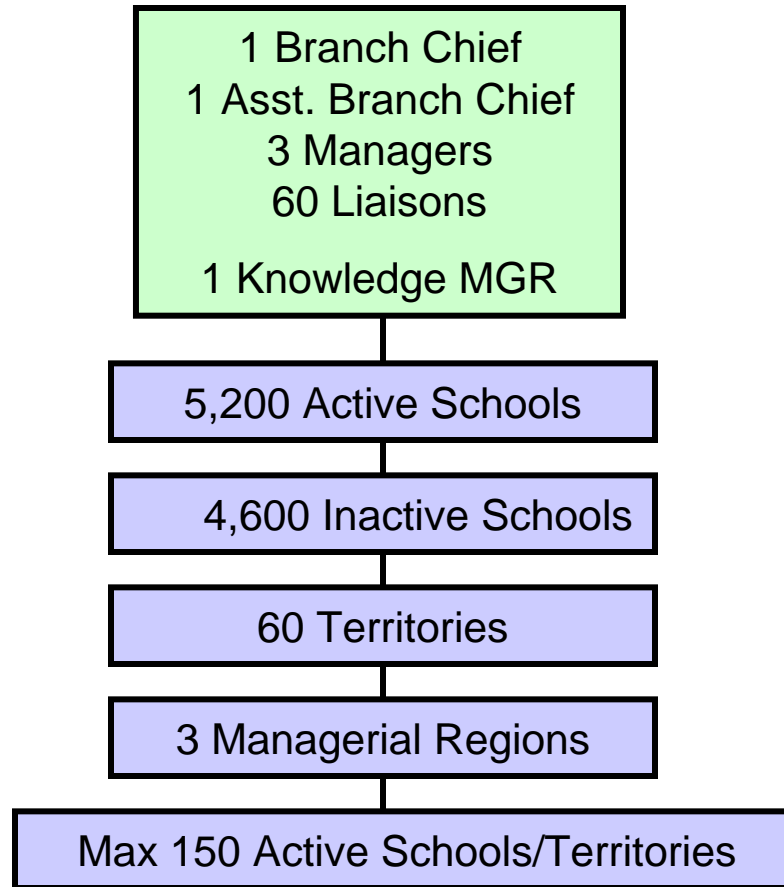 1 Branch Chief
1 Asst. Branch Chief
3 Managers
60 Liaisons
1 Knowledge MGR
5,200 Active Schools
4,600 Inactive Schools
60 Territories
3 Managerial Regions
Max 150 Active Schools/Territories